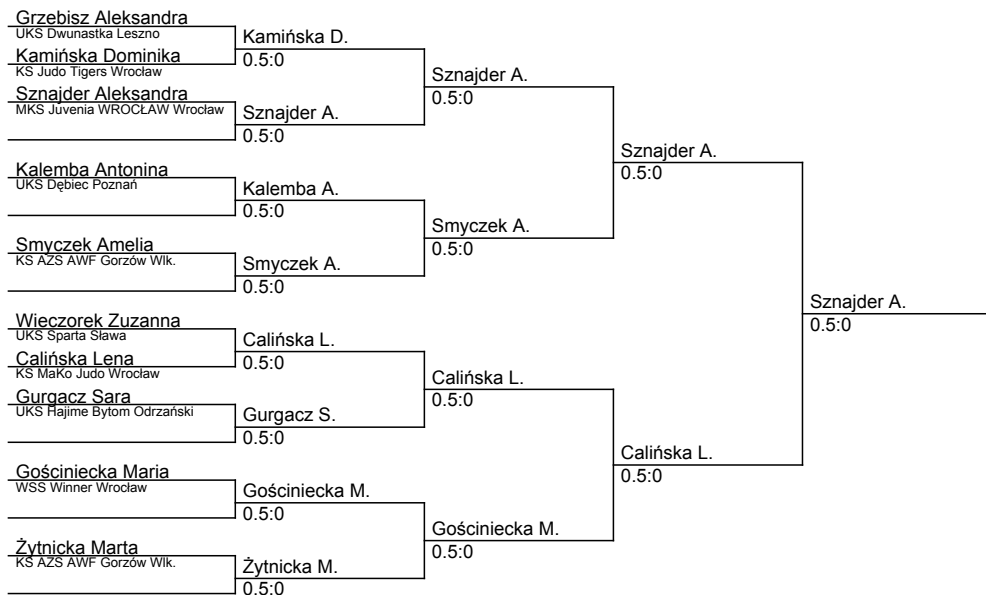 Grzebisz Aleksandra
UKS Dwunastka Leszno
Kamińska Dominika
KS Judo Tigers Wrocław
Sznajder Aleksandra
MKS Juvenia WROCŁAW Wrocław
Kalemba Antonina
UKS Dębiec Poznań
Smyczek Amelia
KS AZS AWF Gorzów Wlk.
Wieczorek Zuzanna
UKS Sparta Sława
Calińska Lena
KS MaKo Judo Wrocław
Gurgacz Sara
UKS Hajime Bytom Odrzański
Gościniecka Maria
WSS Winner Wrocław
Żytnicka Marta
KS AZS AWF Gorzów Wlk.
Kamińska D.
0.5:0
Sznajder A.
0.5:0
Kalemba A.
0.5:0
Smyczek A.
0.5:0
Calińska L.
0.5:0
Gurgacz S.
0.5:0
Gościniecka M.
0.5:0
Żytnicka M.
0.5:0
Sznajder A.
0.5:0
Smyczek A.
0.5:0
Calińska L.
0.5:0
Gościniecka M.
0.5:0
Sznajder A.
0.5:0
Calińska L.
0.5:0
Sznajder A.
0.5:0